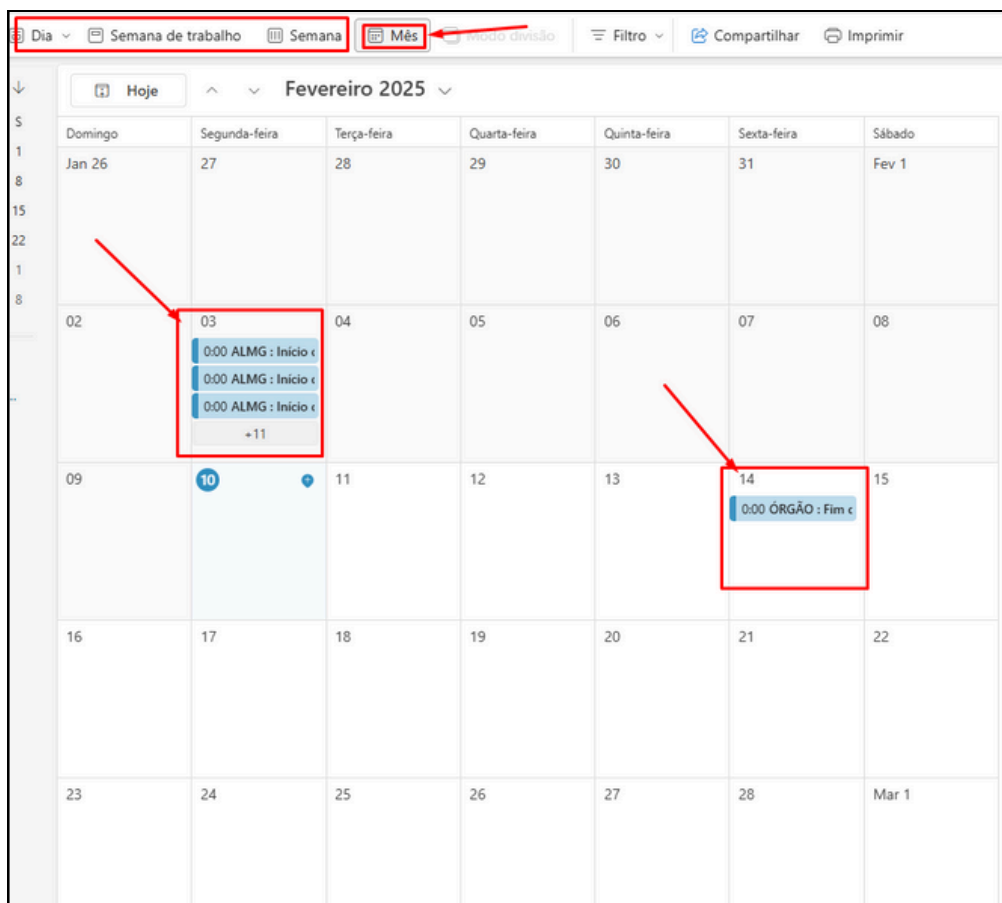 Dia Semana de trabalho Semana Mês Modo divisão Filtro Compartilhar Imprimir
Hoje Fevereiro 2025
S
1
8
15
22
1
8
Domingo Segunda-feira Terça-feira Quarta-feira Quinta-feira Sexta-feira Sábado
Jan 26 27 28 29 30 31 Fev 1
02 03 04 05 06 07 08
0:00 ALMG : Início
0:00 ALMG : Início
0:00 ALMG : Início
+11
09 10 11 12 13 14 15
0:00 ÓRGÃO : Fim
16 17 18 19 20 21 22
23 24 25 26 27 28 Mar 1